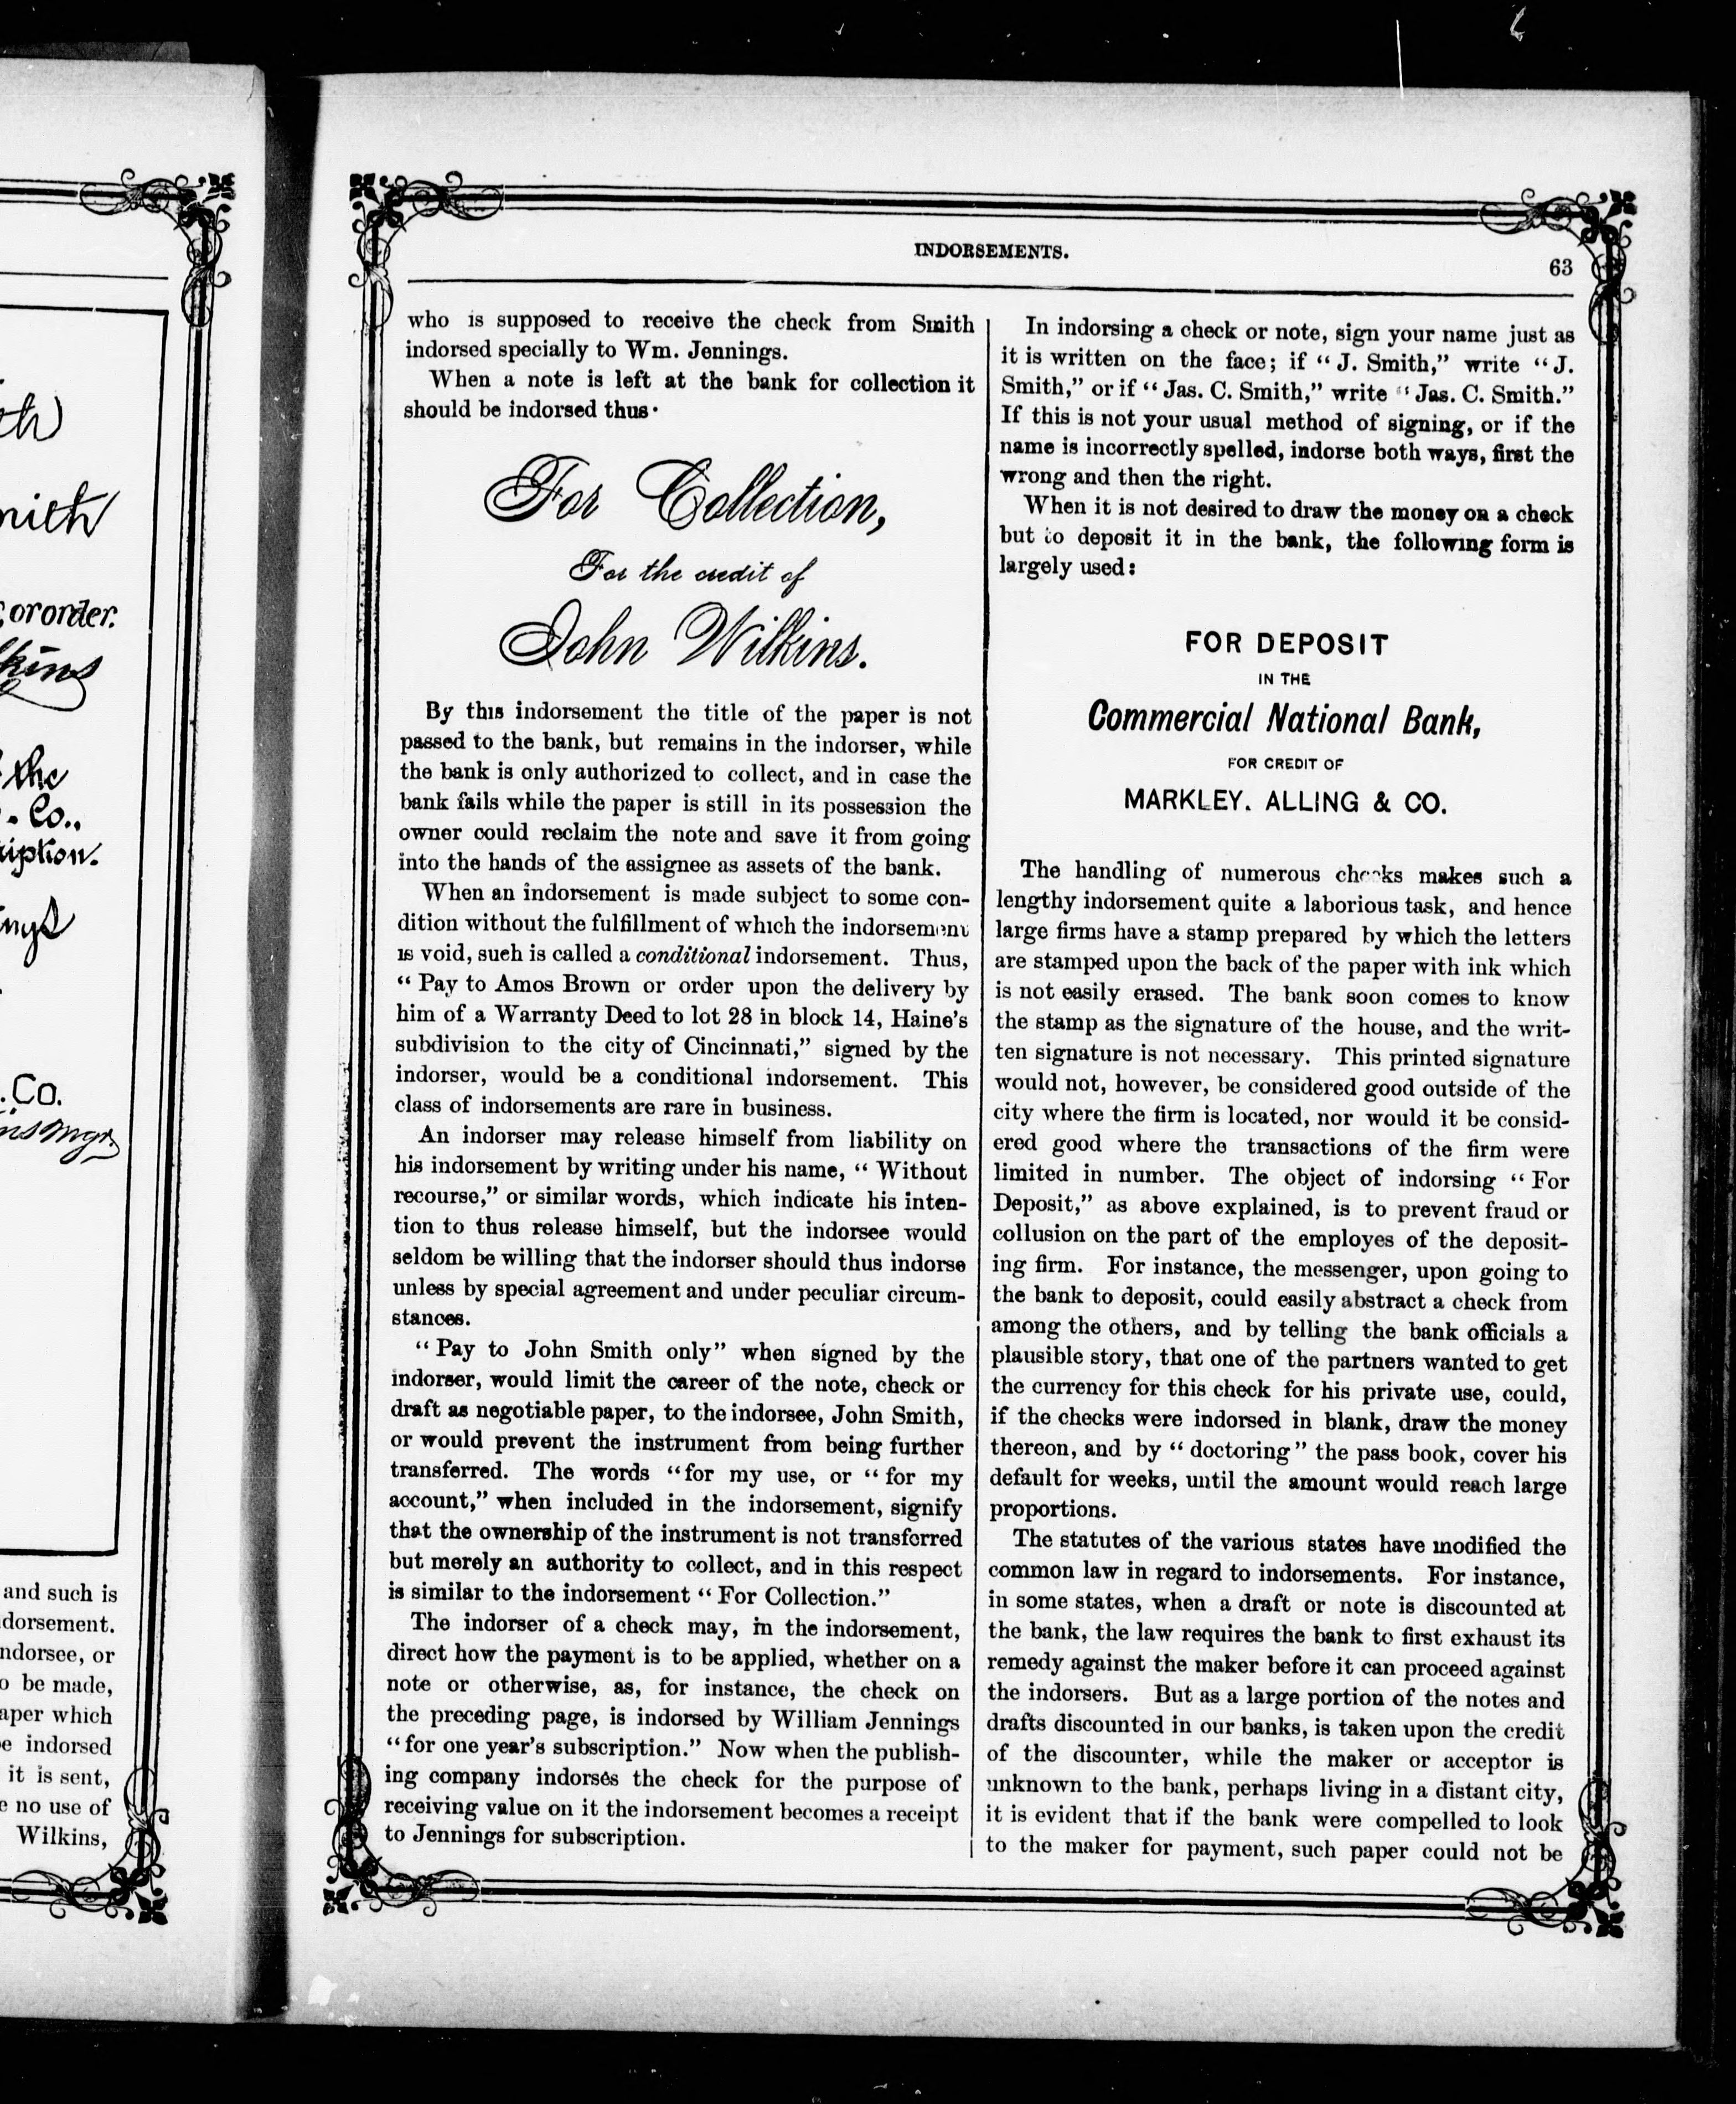 th
mith
, or order.
lkins
the
. Co.,
ription.
ings
. Co.
ins Mgr.
and such is
dorsement.
ndorsee, or
o be made,
aper which
e indorsed
it is sent,
e no use of
Wilkins,
INDORSEMENTS.
63
who is supposed to receive the check from Smith
indorsed specially to Wm. Jennings.
When a note is left at the bank for collection it
should be indorsed thus·
For Collection,
For the credit of
John Wilkins.
By this indorsement the title of the paper is not
passed to the bank, but remains in the indorser, while
the bank is only authorized to collect, and in case the
bank fails while the paper is still in its possession the
owner could reclaim the note and save it from going
into the hands of the assignee as assets of the bank.
When an indorsement is made subject to some con-
dition without the fulfillment of which the indorsement
is void, such is called a conditional indorsement. Thus,
“Pay to Amos Brown or order upon the delivery by
him of a Warranty Deed to lot 28 in block 14, Haine’s
subdivision to the city of Cincinnati,” signed by the
indorser, would be a conditional indorsement. This
class of indorsements are rare in business.
An indorser may release himself from liability on
his indorsement by writing under his name, “Without
recourse,” or similar words, which indicate his inten-
tion to thus release himself, but the indorsee would
seldom be willing that the indorser should thus indorse
unless by special agreement and under peculiar circum-
stances.
“Pay to John Smith only” when signed by the
indorser, would limit the career of the note, check or
draft as negotiable paper, to the indorsee, John Smith,
or would prevent the instrument from being further
transferred. The words “for my use, or “for my
account,” when included in the indorsement, signify
that the ownership of the instrument is not transferred
but merely an authority to collect, and in this respect
is similar to the indorsement “For Collection.”
The indorser of a check may, in the indorsement,
direct how the payment is to be applied, whether on a
note or otherwise, as, for instance, the check on
the preceding page, is indorsed by William Jennings
“for one year’s subscription.” Now when the publish-
ing company indorses the check for the purpose of
receiving value on it the indorsement becomes a receipt
to Jennings for subscription.
In indorsing a check or note, sign your name just as
it is written on the face; if “J. Smith,” write “J.
Smith,” or if “Jas. C. Smith,” write “Jas. C. Smith.”
If this is not your usual method of signing, or if the
name is incorrectly spelled, indorse both ways, first the
wrong and then the right.
When it is not desired to draw the money on a check
but to deposit it in the bank, the following form is
largely used:
FOR DEPOSIT
IN THE
Commercial National Bank,
FOR CREDIT OF
MARKLEY. ALLING & CO.
The handling of numerous checks makes such a
lengthy indorsement quite a laborious task, and hence
large firms have a stamp prepared by which the letters
are stamped upon the back of the paper with ink which
is not easily erased. The bank soon comes to know
the stamp as the signature of the house, and the writ-
ten signature is not necessary. This printed signature
would not, however, be considered good outside of the
city where the firm is located, nor would it be consid-
ered good where the transactions of the firm were
limited in number. The object of indorsing “For
Deposit,” as above explained, is to prevent fraud or
collusion on the part of the employes of the deposit-
ing firm. For instance, the messenger, upon going to
the bank to deposit, could easily abstract a check from
among the others, and by telling the bank officials a
plausible story, that one of the partners wanted to get
the currency for this check for his private use, could,
if the checks were indorsed in blank, draw the money
thereon, and by “doctoring” the pass book, cover his
default for weeks, until the amount would reach large
proportions.
The statutes of the various states have modified the
common law in regard to indorsements. For instance,
in some states, when a draft or note is discounted at
the bank, the law requires the bank to first exhaust its
remedy against the maker before it can proceed against
the indorsers. But as a large portion of the notes and
drafts discounted in our banks, is taken upon the credit
of the discounter, while the maker or acceptor is
unknown to the bank, perhaps living in a distant city,
it is evident that if the bank were compelled to look
to the maker for payment, such paper could not be